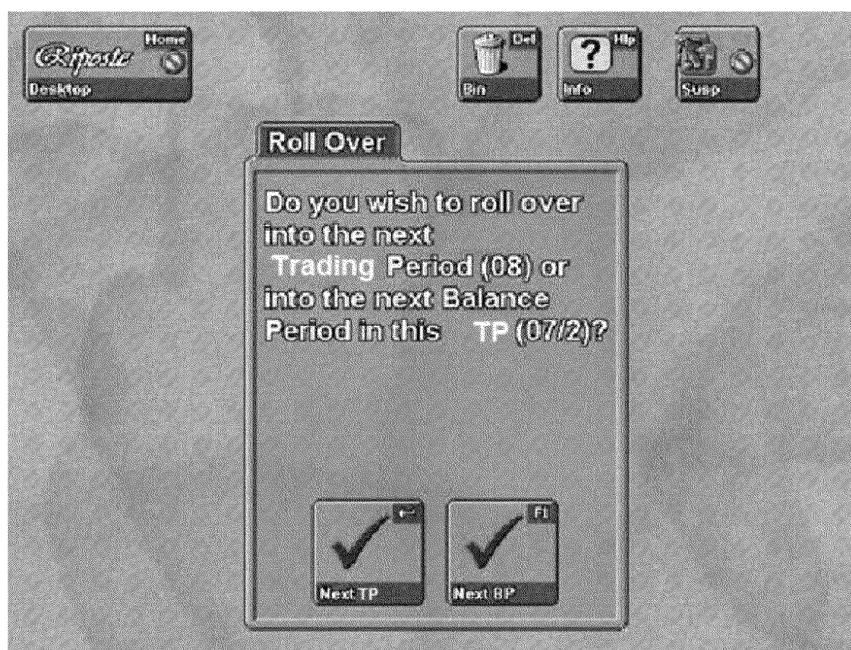 Riposte Home
Desktop
Del
Bin
? Hlp
Info
Susp
Roll Over
Do you wish to roll over
into the next
Trading Period (08) or
into the next Balance
Period in this TP (07/2)?
Next TP
F1
Next BP